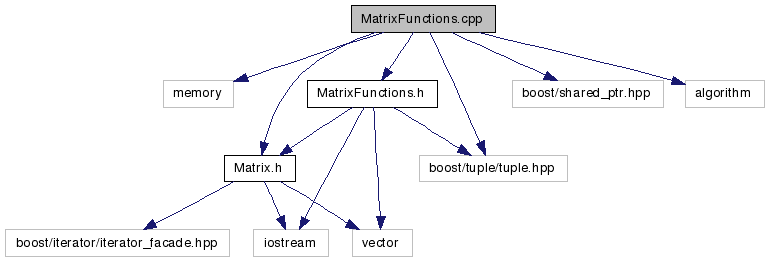 MatrixFunctions.cpp
memory
MatrixFunctions.h
boost/shared_ptr.hpp
algorithm
Matrix.h
boost/tuple/tuple.hpp
boost/iterator/iterator_facade.hpp
iostream
vector